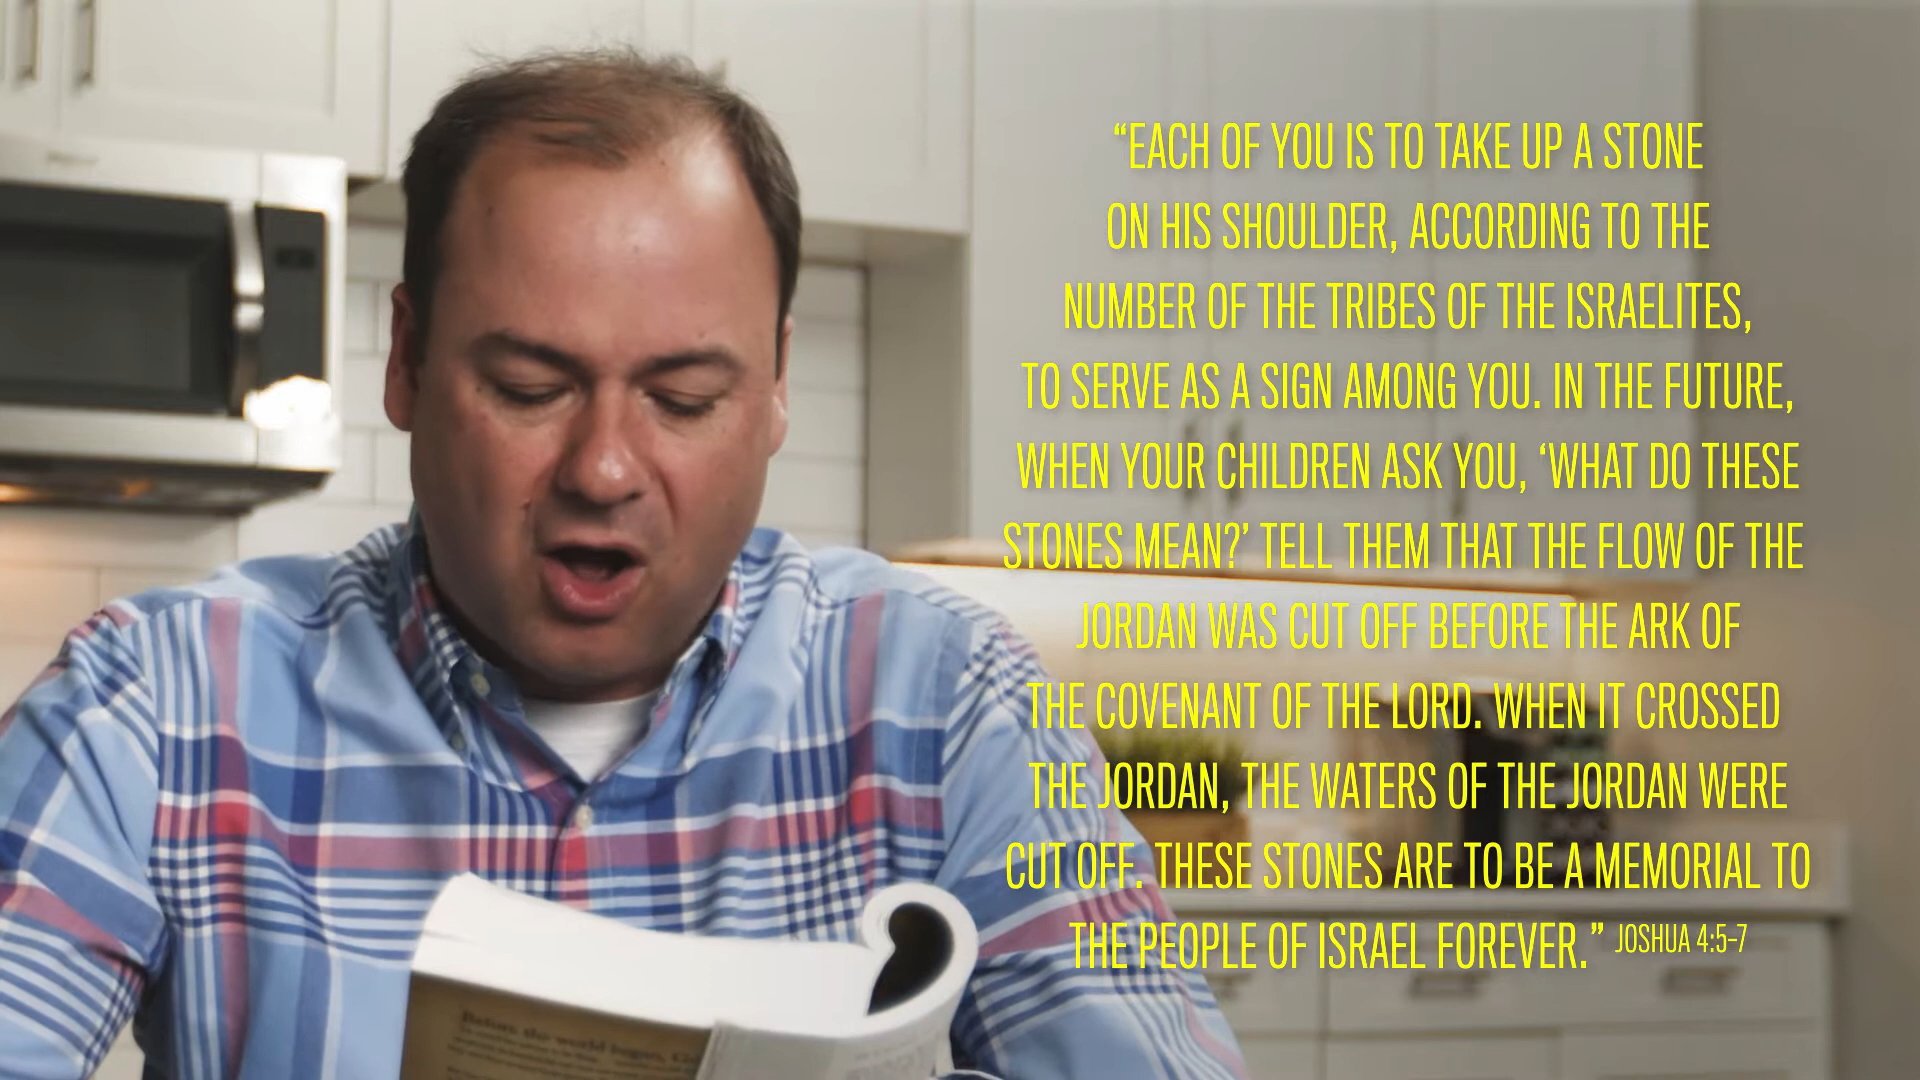 “EACH OF YOU IS TO TAKE UP A STONE
ON HIS SHOULDER, ACCORDING TO THE
NUMBER OF THE TRIBES OF THE ISRAELITES,
TO SERVE AS A SIGN AMONG YOU. IN THE FUTURE,
WHEN YOUR CHILDREN ASK YOU, ‘WHAT DO THESE
STONES MEAN?’ TELL THEM THAT THE FLOW OF THE
JORDAN WAS CUT OFF BEFORE THE ARK OF
THE COVENANT OF THE LORD. WHEN IT CROSSED
THE JORDAN, THE WATERS OF THE JORDAN WERE
CUT OFF. THESE STONES ARE TO BE A MEMORIAL TO
THE PEOPLE OF ISRAEL FOREVER.” JOSHUA 4:5-7
Before the world began,